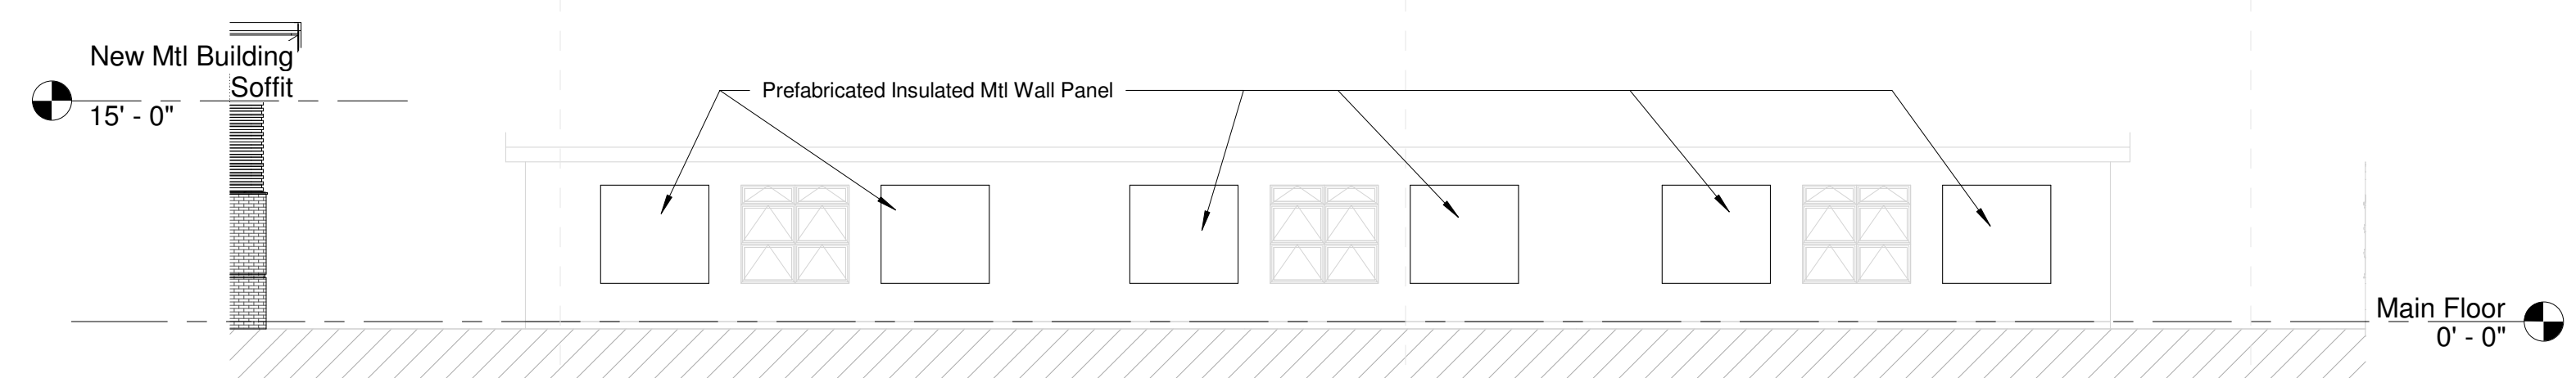 New Mtl Building
Soffit
15' - 0"
Prefabricated Insulated Mtl Wall Panel
Main Floor
0' - 0"